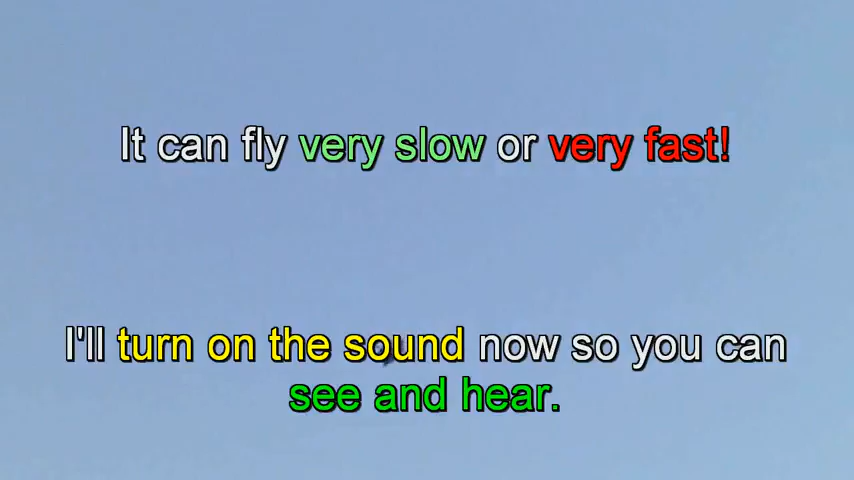 It can fly very slow or very fast!
I'll turn on the sound now so you can
see and hear.